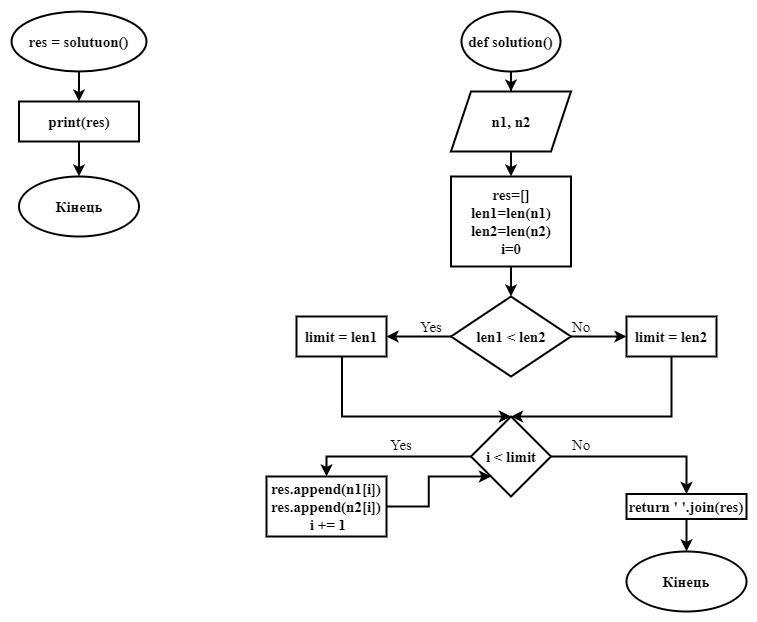 res = solutuon()
print(res)
Кінець
def solution()
n1, n2
res=[]
len1=len(n1)
len2=len(n2)
i=0
len1 < len2
Yes
No
limit = len1
limit = len2
i < limit
Yes
No
res.append(n1[i])
res.append(n2[i])
i += 1
return ' '.join(res)
Кінець